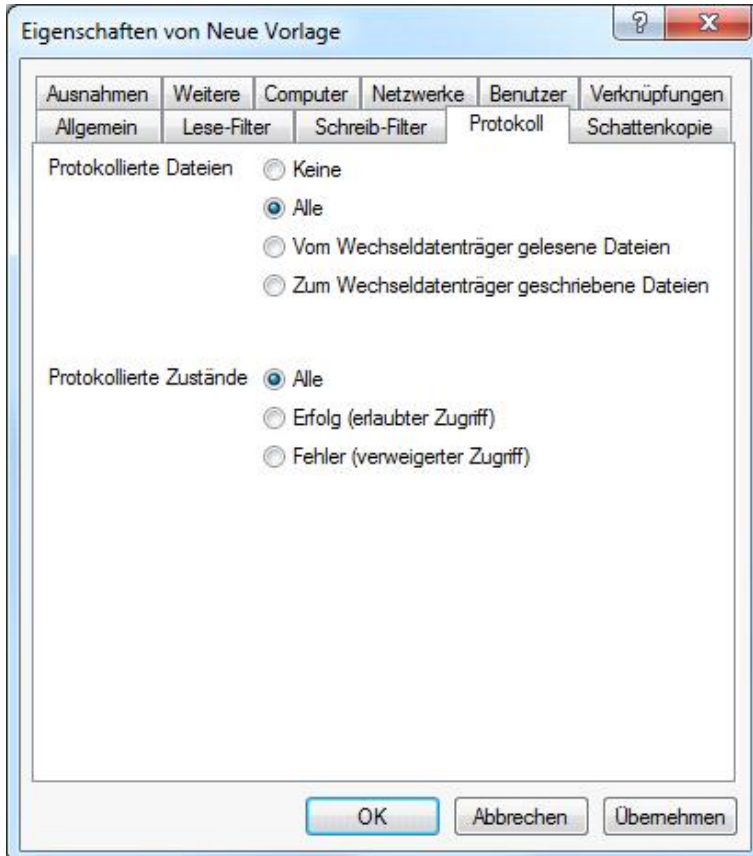 Eigenschaften von Neue Vorlage
?
Ausnahmen Weitere Computer Netzwerke Benutzer Verknüpfungen
Allgemein Lese-Filter Schreib-Filter Protokoll Schattenkopie
Protokollierte Dateien Keine
Alle
Vom Wechseldatenträger gelesene Dateien
Zum Wechseldatenträger geschriebene Dateien
Protokollierte Zustände Alle
Erfolg (erlaubter Zugriff)
Fehler (verweigerter Zugriff)
OK Abbrechen Übernehmen